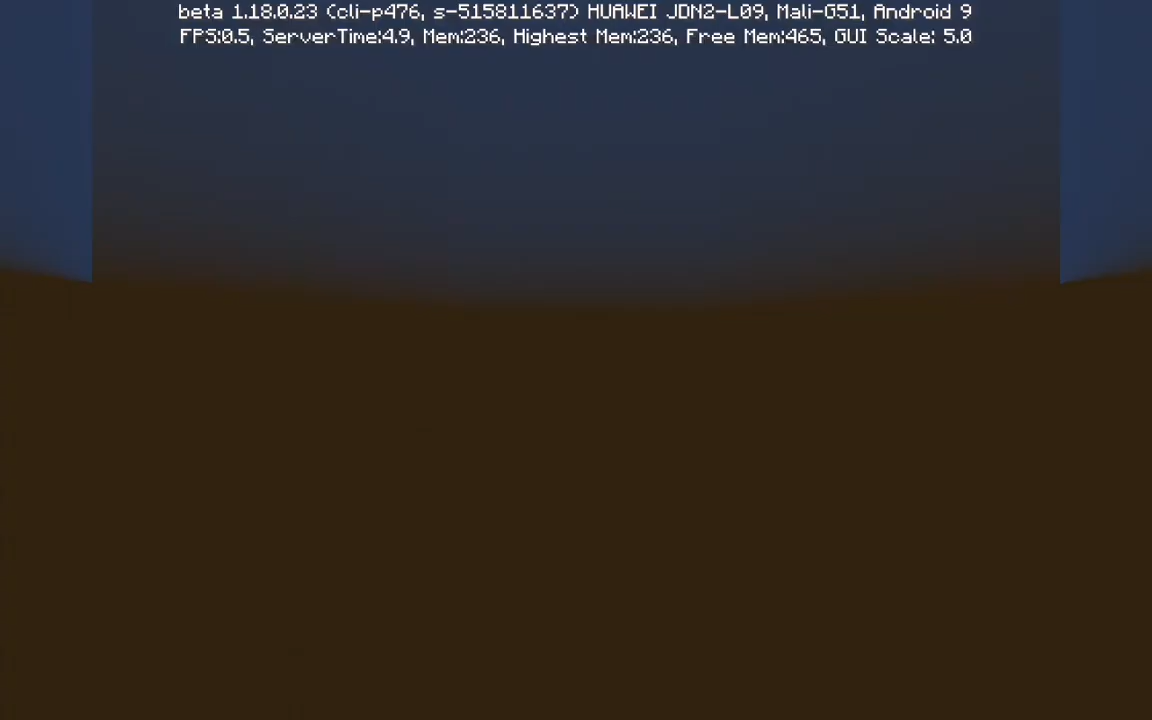 beta 1.18.0.23 (cli-p476, s-515811637) HUAWEI JDN2-L09, Mali-G51, Android 9
FPS:0.5, ServerTime:4.9, Mem:236, Highest Mem:236, Free Mem:465, GUI Scale: 5.0